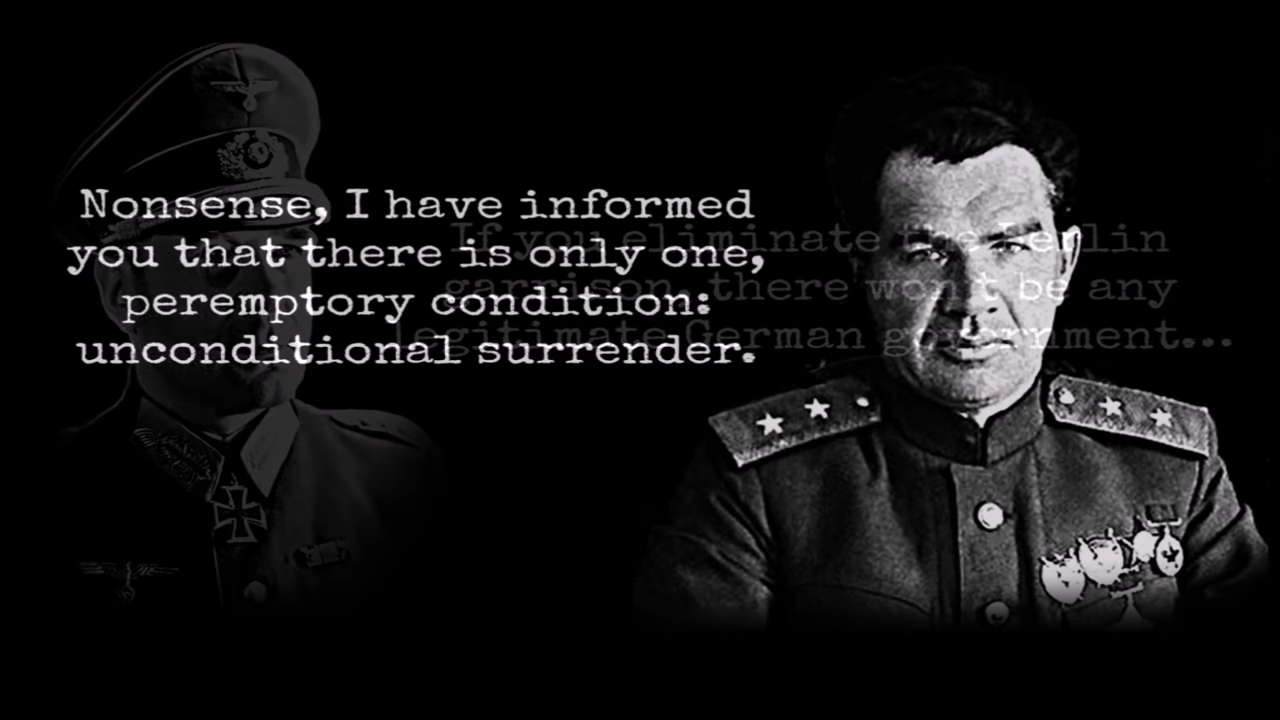 Nonsense, I have informed
you that there is only one,
peremptory condition:
unconditional surrender.
If you eliminate the Berlin
garrison, there won't be any
legitimate German government...